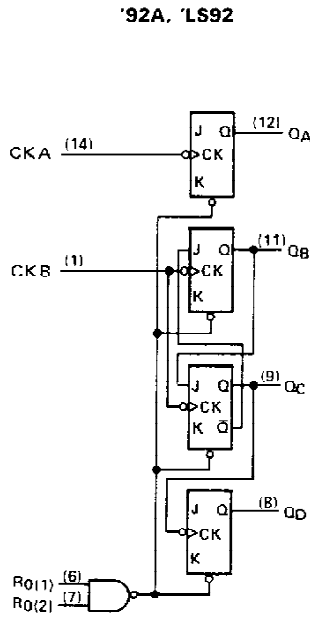 '92A, 'LS92
J Q (12) QA
CKA (14) CK
K
J Q (11) QB
CKB (1) CK
K
(9)
J Q QC
CK
K Q̅
J Q (8) QD
CK
K
R0(1) (6)
R0(2) (7)